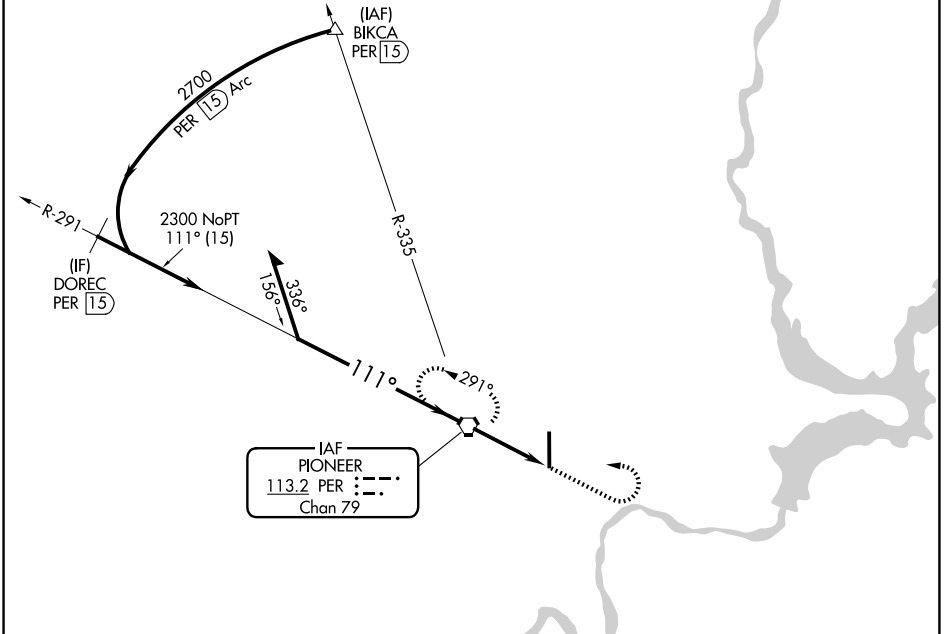 (IAF)
BIKCA
PER 15
2700
PER 15 Arc
R-291
2300 NoPT
111° (15)
(IF)
DOREC
PER 15
R-335
336°
156°
111°
291°
IAF
PIONEER
113.2 PER
Chan 79